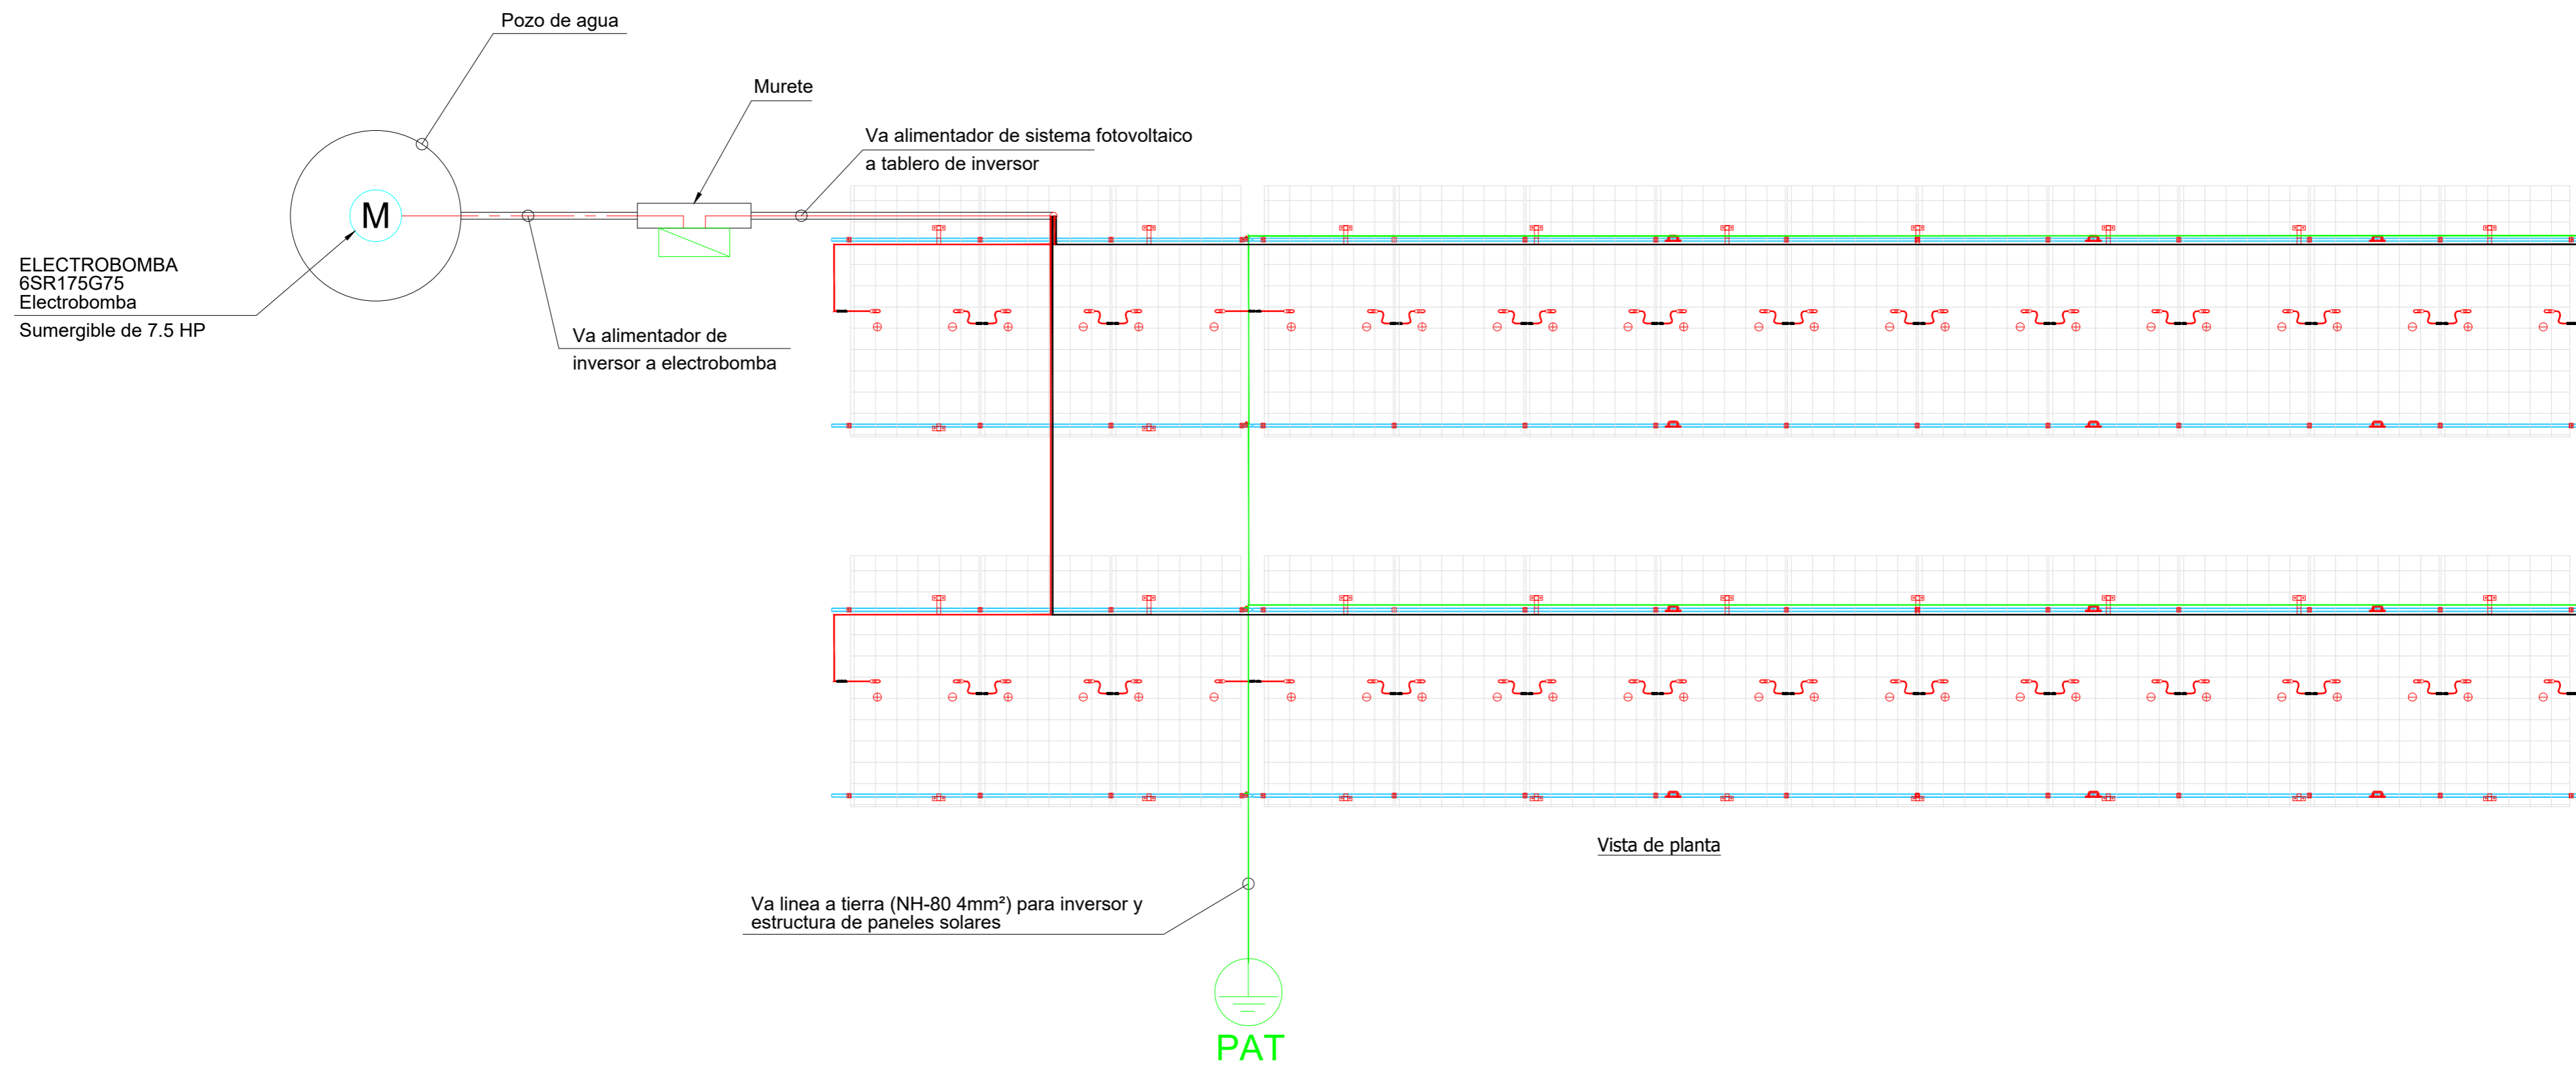 Pozo de agua
Murete
Va alimentador de sistema fotovoltaico
a tablero de inversor
M
ELECTROBOMBA
6SR175G75
Electrobomba
Sumergible de 7.5 HP
Va alimentador de
inversor a electrobomba
Vista de planta
Va linea a tierra (NH-80 4mm²) para inversor y
estructura de paneles solares
PAT